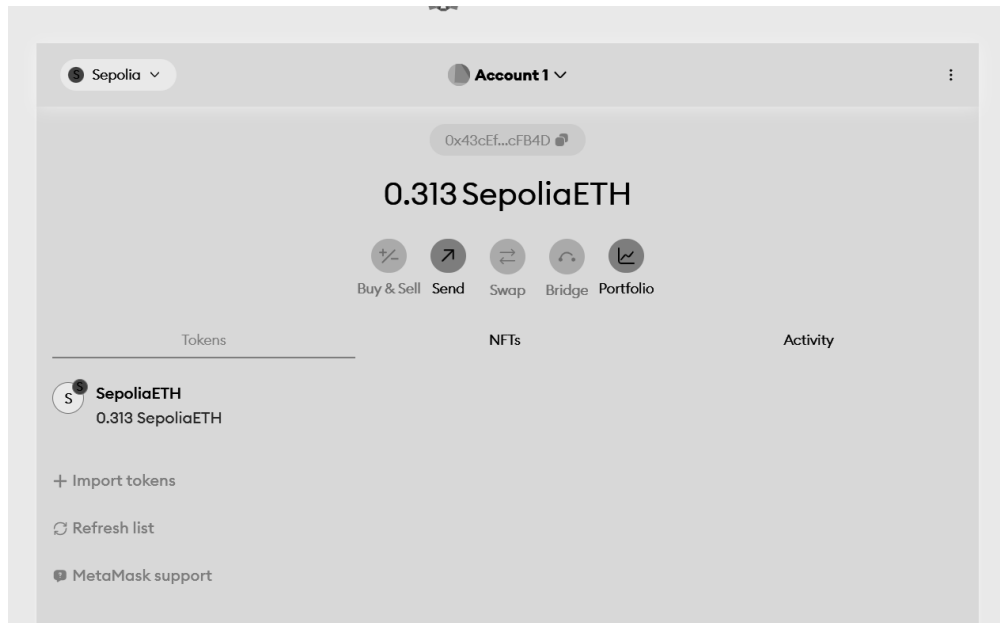 S Sepolia
Account 1
0x43cEf...cFB4D
0.313 SepoliaETH
Buy & Sell Send Swap Bridge Portfolio
Tokens NFTs Activity
S S SepoliaETH
0.313 SepoliaETH
+ Import tokens
Refresh list
MetaMask support